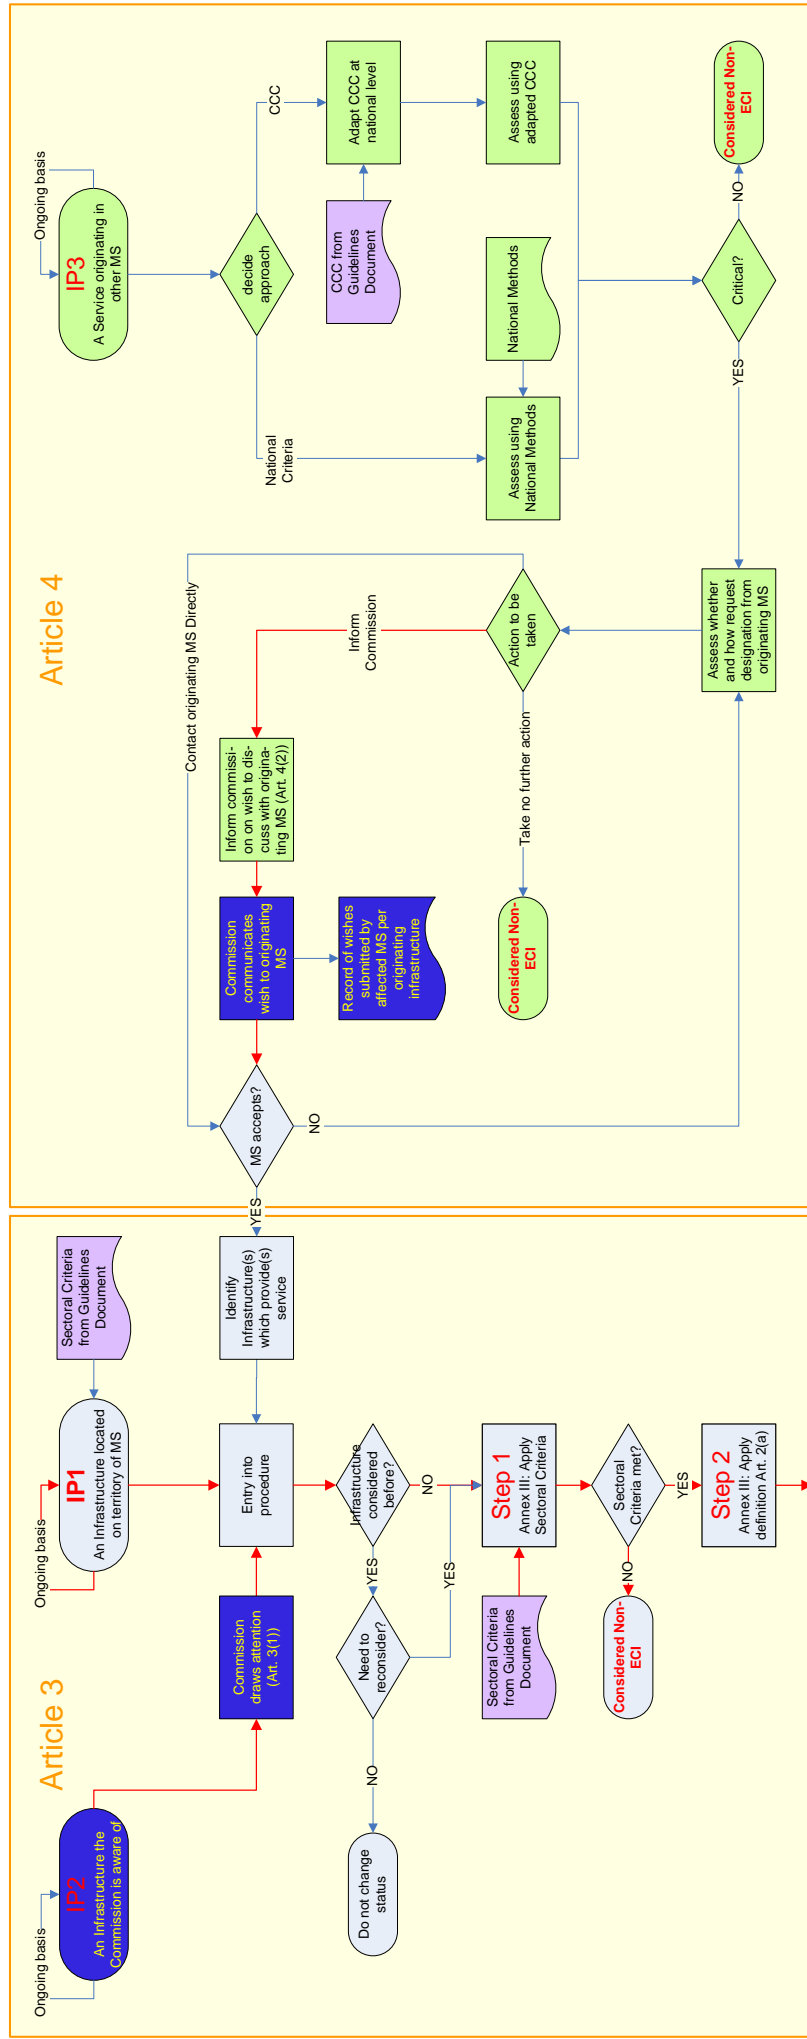 Article 3
Ongoing basis
IP2
An Infrastructure the
Commission is aware of
Ongoing basis
IP1
An Infrastructure located
on territory of MS
Sectoral Criteria
from Guidelines
Document
Commission
draws attention
(Art. 3(1))
Entry into
procedure
Identify
Infrastructure(s)
which provide(s)
service
Infrastructure
considered
before?
YES
NO
Need to
reconsider?
YES
NO
Do not change
status
Sectoral Criteria
from Guidelines
Document
Step 1
Annex III: Apply
Sectoral Criteria
Sectoral
Criteria met?
NO
YES
Considered Non-
ECI
Step 2
Annex III: Apply
definition Art. 2(a)
Article 4
Ongoing basis
IP3
A Service originating in
other MS
decide
approach
National
Criteria
CCC
CCC from
Guidelines
Document
Adapt CCC at
national level
Assess using
National Methods
National Methods
Assess using
adapted CCC
Critical?
YES
NO
Considered Non-
ECI
Assess whether
and how request
designation from
originating MS
Action to be
taken
Contact originating MS Directly
Inform
Commission
Take no further action
Considered Non-
ECI
Inform commissi-
on on wish to dis-
cuss with origina-
ting MS (Art. 4(2))
Commission
communicates
wish to originating
MS
Record of wishes
submitted by
affected MS per
originating
infrastructure
MS accepts?
YES
NO